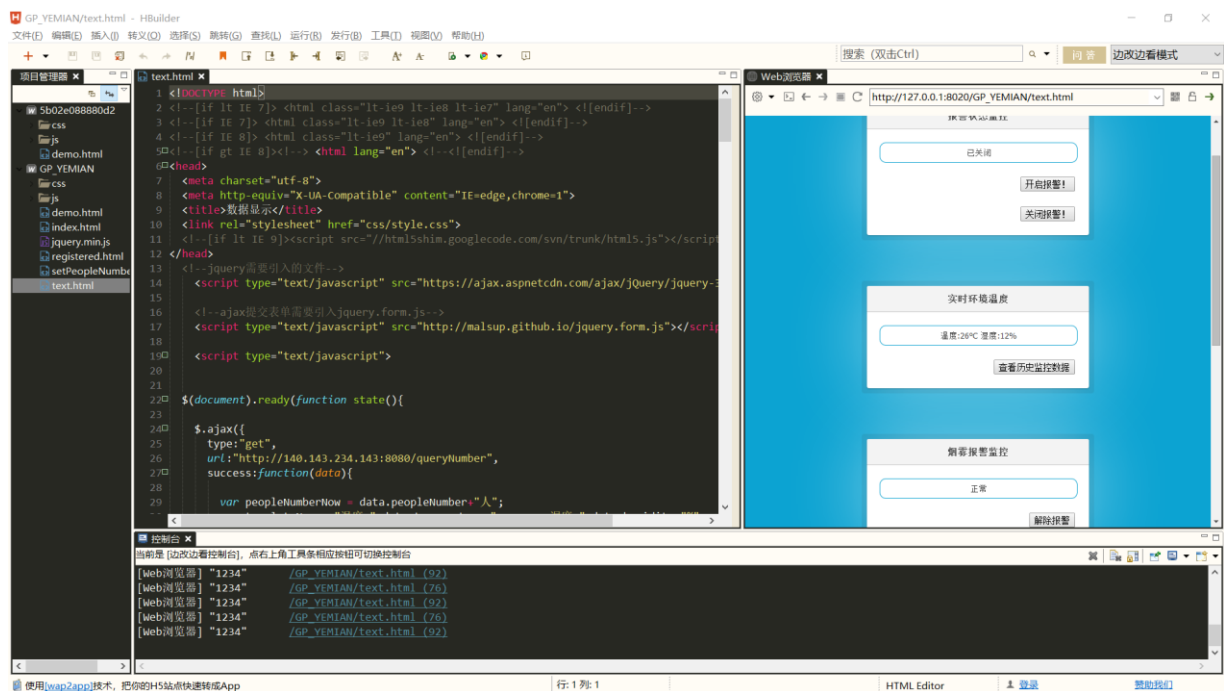 GP_YEMIAN/text.html - HBuilder
文件(F) 编辑(E) 插入(I) 转义(O) 选择(S) 跳转(G) 查找(L) 运行(R) 发行(B) 工具(T) 视图(V) 帮助(H)
搜索 (双击Ctrl)
问答
边改边看模式
项目管理器
5b02e088880d2
css
js
demo.html
GP_YEMIAN
css
js
demo.html
index.html
jquery.min.js
registered.html
setPeopleNumbe
text.html
text.html
1 <!DOCTYPE html>
2 <!--[if lt IE 7]> <html class="lt-ie9 lt-ie8 lt-ie7" lang="en"> <![endif]-->
3 <!--[if IE 7]> <html class="lt-ie9 lt-ie8" lang="en"> <![endif]-->
4 <!--[if IE 8]> <html class="lt-ie9" lang="en"> <![endif]-->
5 <!--[if gt IE 8]><!--> <html lang="en"> <!--<![endif]-->
6 <head>
7 <meta charset="utf-8">
8 <meta http-equiv="X-UA-Compatible" content="IE=edge,chrome=1">
9 <title>数据显示</title>
10 <link rel="stylesheet" href="css/style.css">
11 <!--[if lt IE 9]><script src="//html5shim.googlecode.com/svn/trunk/html5.js"></script
12 </head>
13 <!--jquery需要引入的文件-->
14 <script type="text/javascript" src="https://ajax.aspnetcdn.com/ajax/jQuery/jquery-3
15
16 <!--ajax提交表单需要引入jquery.form.js-->
17 <script type="text/javascript" src="http://malsup.github.io/jquery.form.js"></scrip
18
19 <script type="text/javascript">
20
21
22 $(document).ready(function state(){
23
24 $.ajax({
25 type:"get",
26 url:"http://140.143.234.143:8080/queryNumber",
27 success:function(data){
28
29 var peopleNumberNow = data.peopleNumber+"人";
Web浏览器
http://127.0.0.1:8020/GP_YEMIAN/text.html
报警状态监控
已关闭
开启报警!
关闭报警!
实时环境温度
温度:26℃ 湿度:12%
查看历史监控数据
烟雾报警监控
正常
解除报警
控制台
当前是 [边改边看控制台]，点右上角工具条相应按钮可切换控制台
[Web浏览器] "1234" /GP_YEMIAN/text.html (92)
[Web浏览器] "1234" /GP_YEMIAN/text.html (76)
[Web浏览器] "1234" /GP_YEMIAN/text.html (92)
[Web浏览器] "1234" /GP_YEMIAN/text.html (76)
[Web浏览器] "1234" /GP_YEMIAN/text.html (92)
使用[wap2app]技术，把你的H5站点快速转成App
行: 1 列: 1
HTML Editor
登录
赞助我们